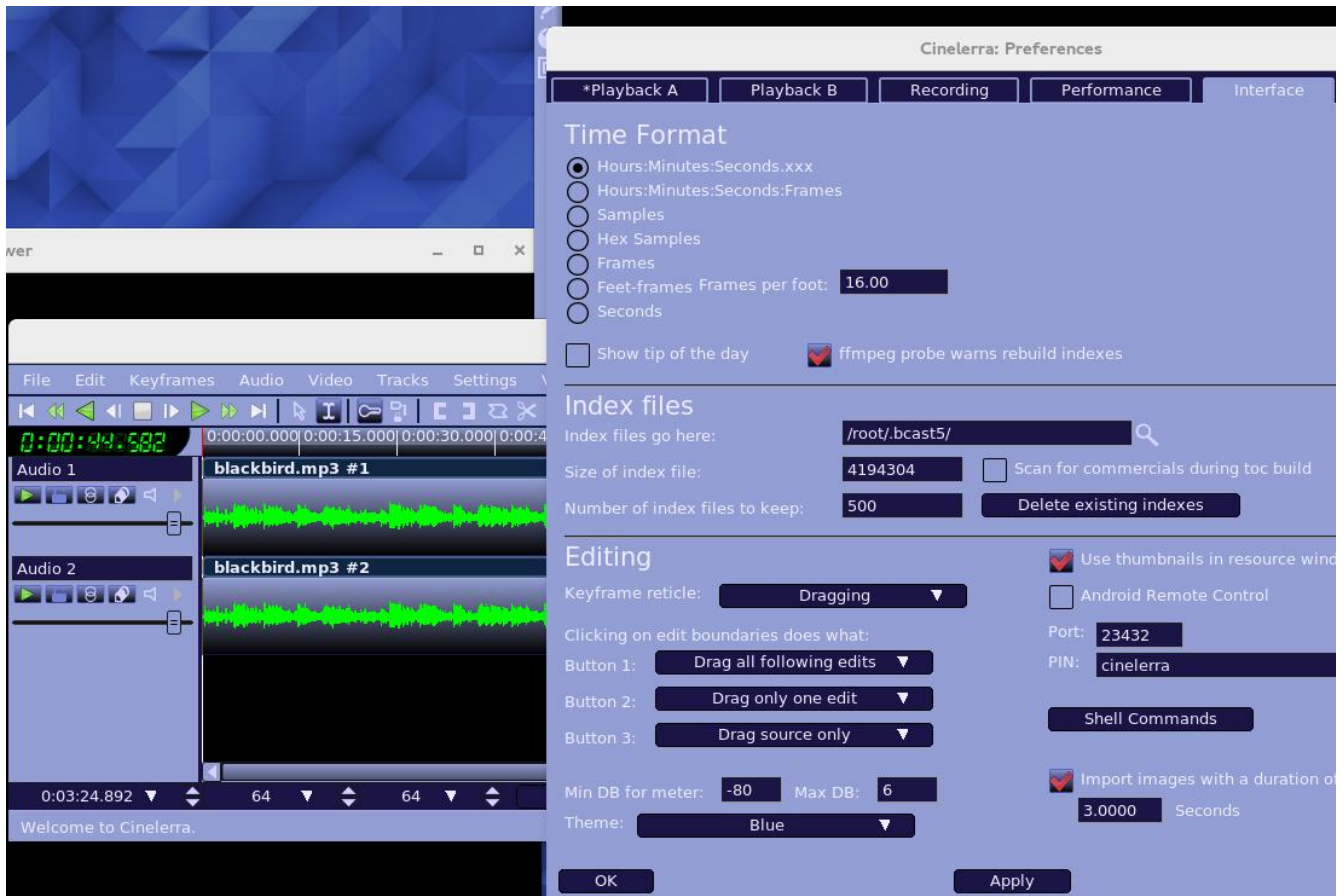 Cinelerra: Preferences
*Playback A
Playback B
Recording
Performance
Interface
Time Format
Hours:Minutes:Seconds.xxx
Hours:Minutes:Seconds:Frames
Samples
Hex Samples
Frames
Feet-frames Frames per foot: 16.00
Seconds
Show tip of the day
ffmpeg probe warns rebuild indexes
Index files
Index files go here: /root/.bcast5/
Size of index file: 4194304
Scan for commercials during toc build
Number of index files to keep: 500
Delete existing indexes
Editing
Keyframe reticle: Dragging
Clicking on edit boundaries does what:
Button 1: Drag all following edits
Button 2: Drag only one edit
Button 3: Drag source only
Min DB for meter: -80 Max DB: 6
Theme: Blue
Use thumbnails in resource wind
Android Remote Control
Port: 23432
PIN: cinelerra
Shell Commands
Import images with a duration of
3.0000 Seconds
OK
Apply
wer
File Edit Keyframes Audio Video Tracks Settings
0:00:44.582
0:00:00.000 0:00:15.000 0:00:30.000 0:00:4
Audio 1
blackbird.mp3 #1
Audio 2
blackbird.mp3 #2
0:03:24.892 64 64
Welcome to Cinelerra.